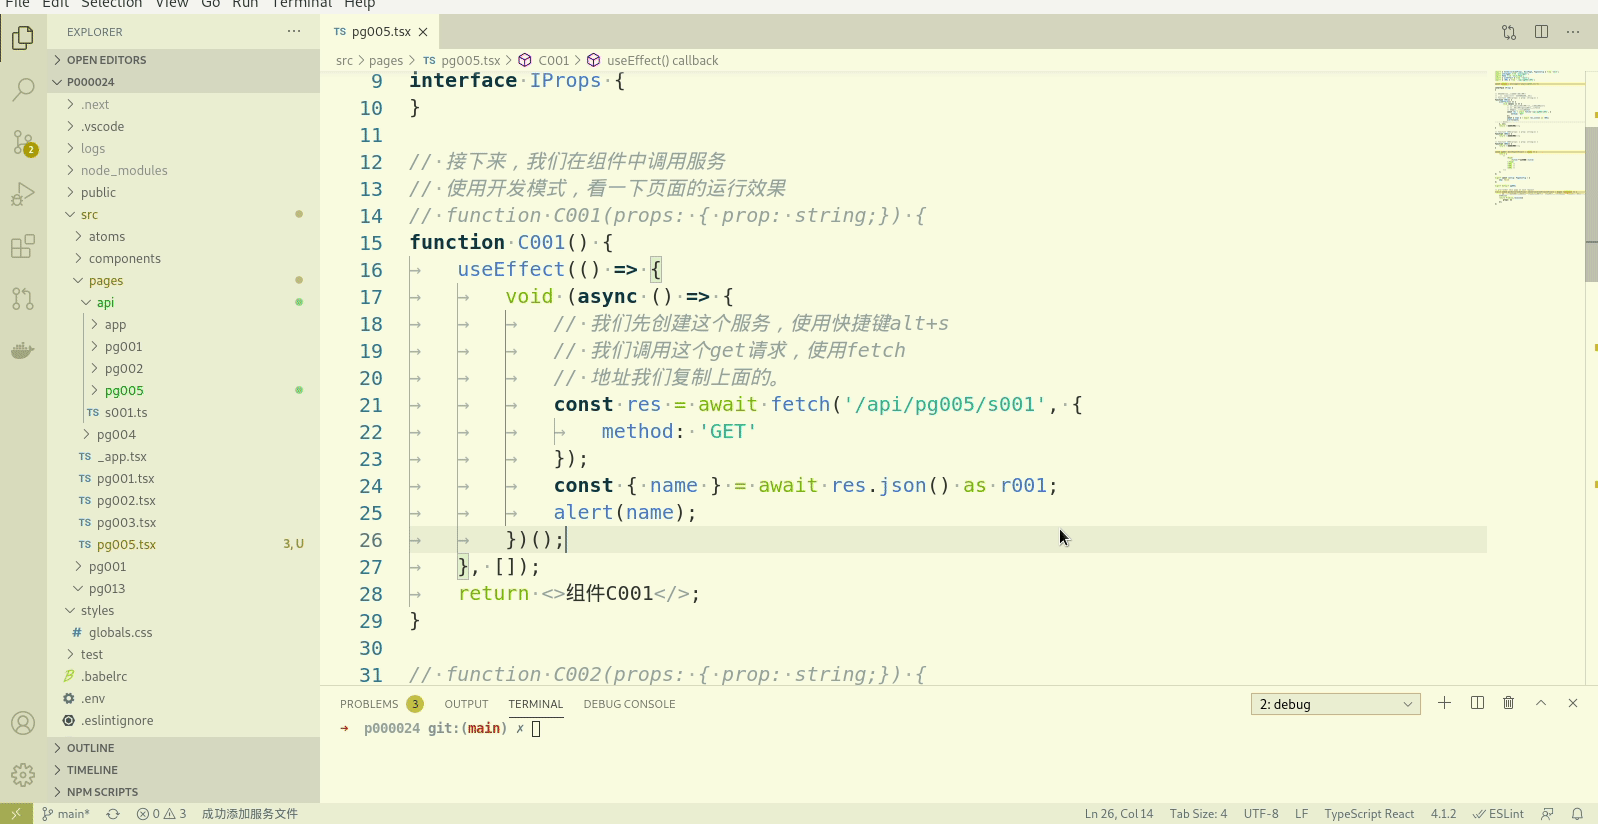 File Edit Selection View Go Run Terminal Help
EXPLORER
OPEN EDITORS
P000024
.next
.vscode
logs
node_modules
public
src
atoms
components
pages
api
app
pg001
pg002
pg005
TS s001.ts
pg004
TS _app.tsx
TS pg001.tsx
TS pg002.tsx
TS pg003.tsx
TS pg005.tsx 3, U
pg001
pg013
styles
# globals.css
test
.babelrc
.env
.eslintignore
OUTLINE
TIMELINE
NPM SCRIPTS
2
TS pg005.tsx
src > pages > TS pg005.tsx > C001 > useEffect() callback
9 interface IProps {
10 }
11
12 // 接下来，我们在组件中调用服务
13 // 使用开发模式，看一下页面的运行效果
14 // function C001(props: { prop: string;}) {
15 function C001() {
16 useEffect(() => {
17 void (async () => {
18 // 我们先创建这个服务，使用快捷键alt+s
19 // 我们调用这个get请求，使用fetch
20 // 地址我们复制上面的。
21 const res = await fetch('/api/pg005/s001', {
22 method: 'GET'
23 });
24 const { name } = await res.json() as r001;
25 alert(name);
26 })();
27 }, []);
28 return <>组件C001</>;
29 }
30
31 // function C002(props: { prop: string;}) {
PROBLEMS 3 OUTPUT TERMINAL DEBUG CONSOLE 2: debug
→ p000024 git:(main) ✗
main* 0 3 成功添加服务文件 Ln 26, Col 14 Tab Size: 4 UTF-8 LF TypeScript React 4.1.2 ESLint